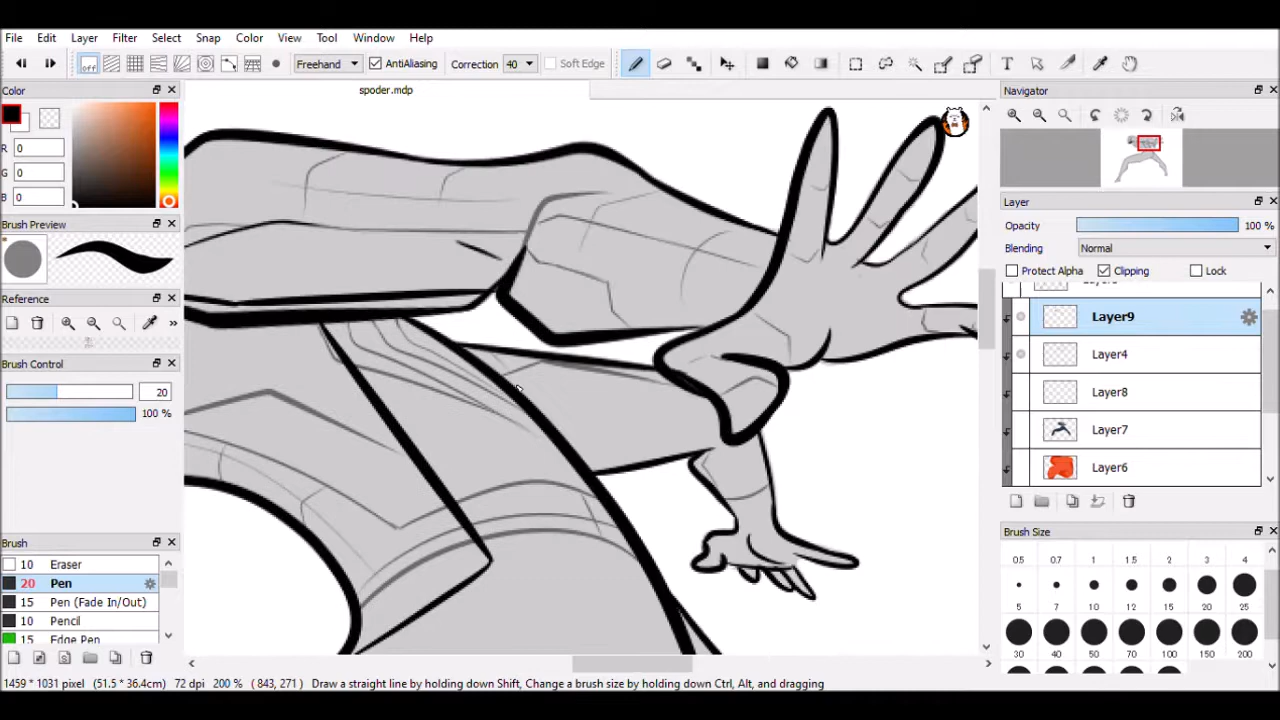 File Edit Layer Filter Select Snap Color View Tool Window Help
off Freehand AntiAliasing Correction 40 Soft Edge T
Color
R 0
G 0
B 0
Brush Preview
Reference
»
Brush Control
20
100 %
Brush
10 Eraser
20 Pen
15 Pen (Fade In/Out)
10 Pencil
15 Edge Pen
spoder.mdp
Navigator
Layer
Opacity 100 %
Blending Normal
Protect Alpha Clipping Lock
Layer9
Layer4
Layer8
Layer7
Layer6
Brush Size
0.5 0.7 1 1.5 2 3 4
5 7 10 12 15 20 25
30 40 50 70 100 150 200
1459 * 1031 pixel (51.5 * 36.4cm) 72 dpi 200 % ( 843, 271 ) Draw a straight line by holding down Shift, Change a brush size by holding down Ctrl, Alt, and dragging